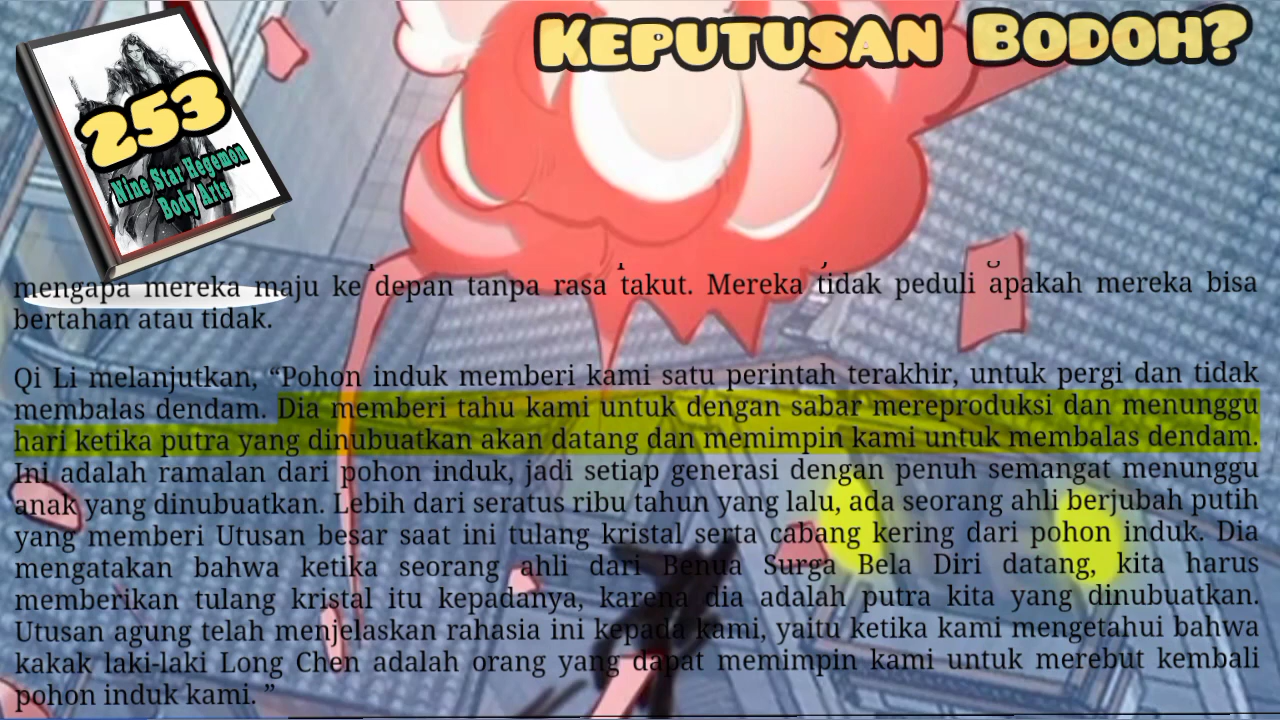 KEPUTUSAN BODOH?
253
Nine Star Hegemon
Body Arts
mengapa mereka maju ke depan tanpa rasa takut. Mereka tidak peduli apakah mereka bisa
bertahan atau tidak.
Qi Li melanjutkan, “Pohon induk memberi kami satu perintah terakhir, untuk pergi dan tidak
membalas dendam. Dia memberi tahu kami untuk dengan sabar mereproduksi dan menunggu
hari ketika putra yang dinubuatkan akan datang dan memimpin kami untuk membalas dendam.
Ini adalah ramalan dari pohon induk, jadi setiap generasi dengan penuh semangat menunggu
anak yang dinubuatkan. Lebih dari seratus ribu tahun yang lalu, ada seorang ahli berjubah putih
yang memberi Utusan besar saat ini tulang kristal serta cabang kering dari pohon induk. Dia
mengatakan bahwa ketika seorang ahli dari Benua Surga Bela Diri datang, kita harus
memberikan tulang kristal itu kepadanya, karena dia adalah putra kita yang dinubuatkan.
Utusan agung telah menjelaskan rahasia ini kepada kami, yaitu ketika kami mengetahui bahwa
kakak laki-laki Long Chen adalah orang yang dapat memimpin kami untuk merebut kembali
pohon induk kami. ”